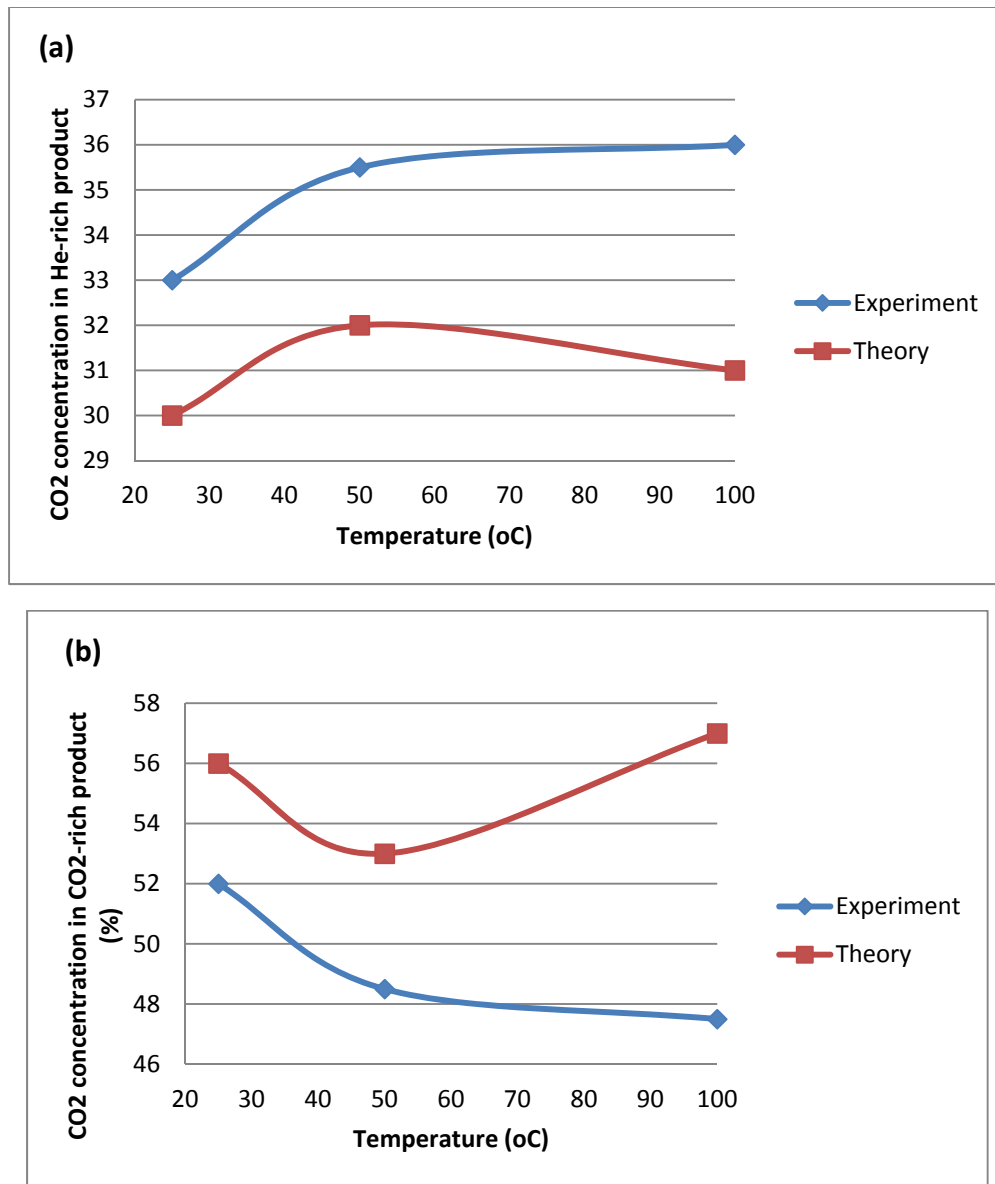 (a)
CO2 concentration in He-rich product
37
36
35
34
33
32
31
30
29
20 30 40 50 60 70 80 90 100
Temperature (oC)
Experiment
Theory
(b)
CO2 concentration in CO2-rich product
(%)
58
56
54
52
50
48
46
20 30 40 50 60 70 80 90 100
Temperature (oC)
Experiment
Theory